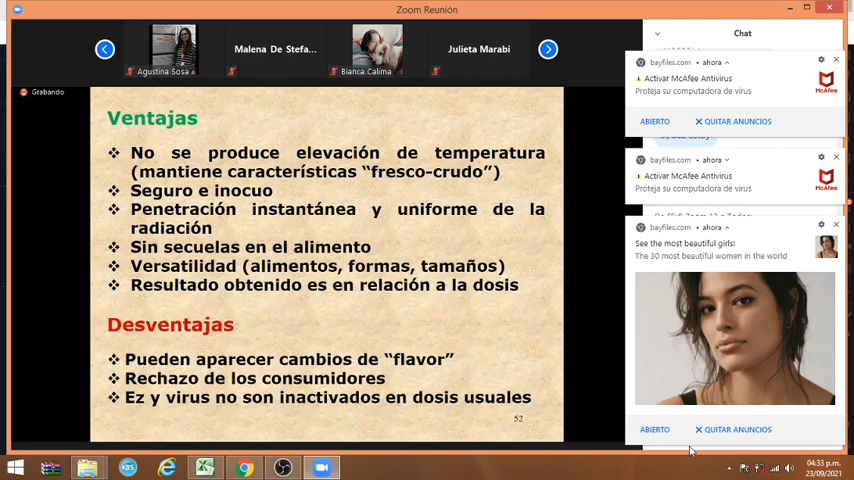 Zoom Reunión
Agustina Sosa
Malena De Stefa...
Bianca Calima
Julieta Marabi
Grabando
Ventajas
No se produce elevación de temperatura
(mantiene características “fresco-crudo”)
Seguro e inocuo
Penetración instantánea y uniforme de la
radiación
Sin secuelas en el alimento
Versatilidad (alimentos, formas, tamaños)
Resultado obtenido es en relación a la dosis
Desventajas
Pueden aparecer cambios de “flavor”
Rechazo de los consumidores
Ez y virus no son inactivados en dosis usuales
52
Chat
bayfiles.com • ahora
Activar McAfee Antivirus
Proteja su computadora de virus
McAfee
ABIERTO
QUITAR ANUNCIOS
bayfiles.com • ahora
Activar McAfee Antivirus
Proteja su computadora de virus
McAfee
bayfiles.com • ahora
See the most beautiful girls!
The 30 most beautiful women in the world
ABIERTO
QUITAR ANUNCIOS
04:33 p.m.
23/09/2021